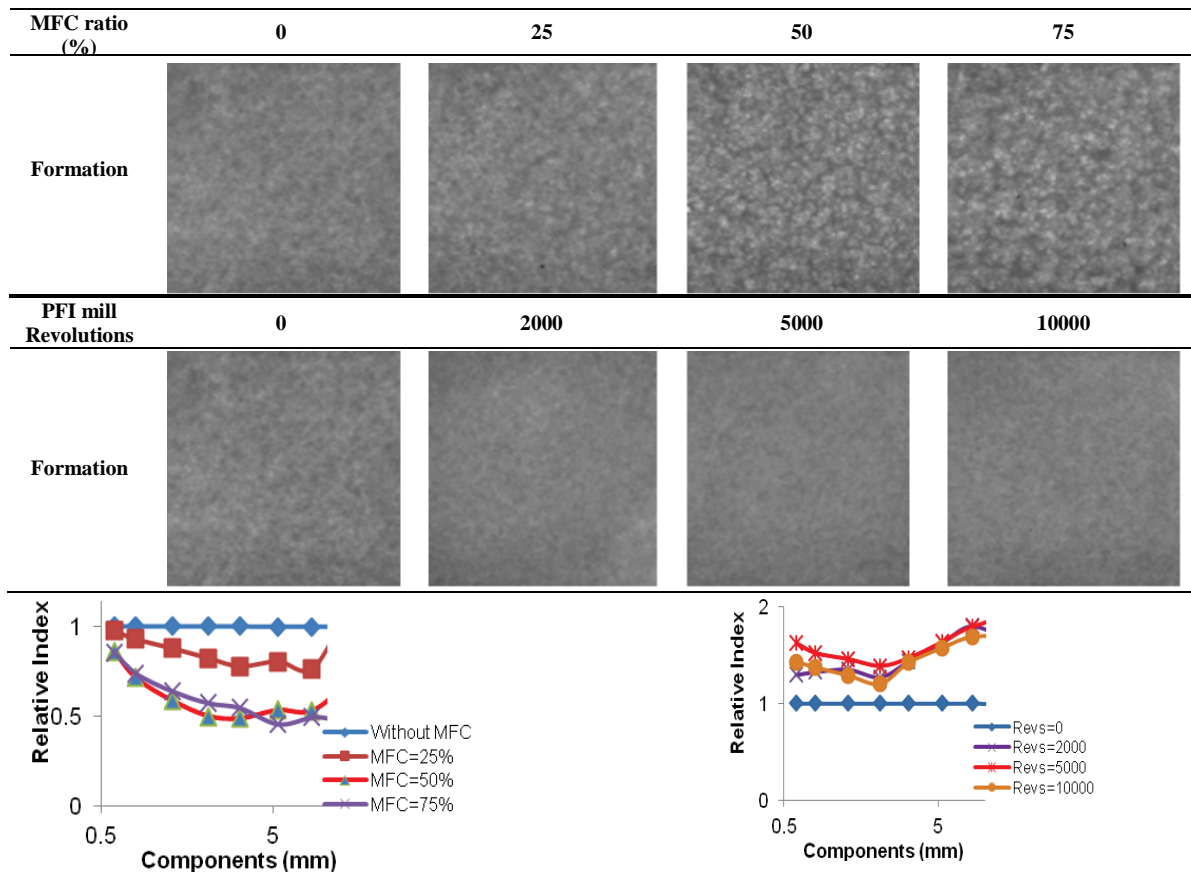 MFC ratio (%) 0 25 50 75
Formation
PFI mill Revolutions 0 2000 5000 10000
Formation
Relative Index
1
0.5
0
0.5 5
Components (mm)
Without MFC
MFC=25%
MFC=50%
MFC=75%
Relative Index
2
1
0
0.5 5
Components (mm)
Revs=0
Revs=2000
Revs=5000
Revs=10000